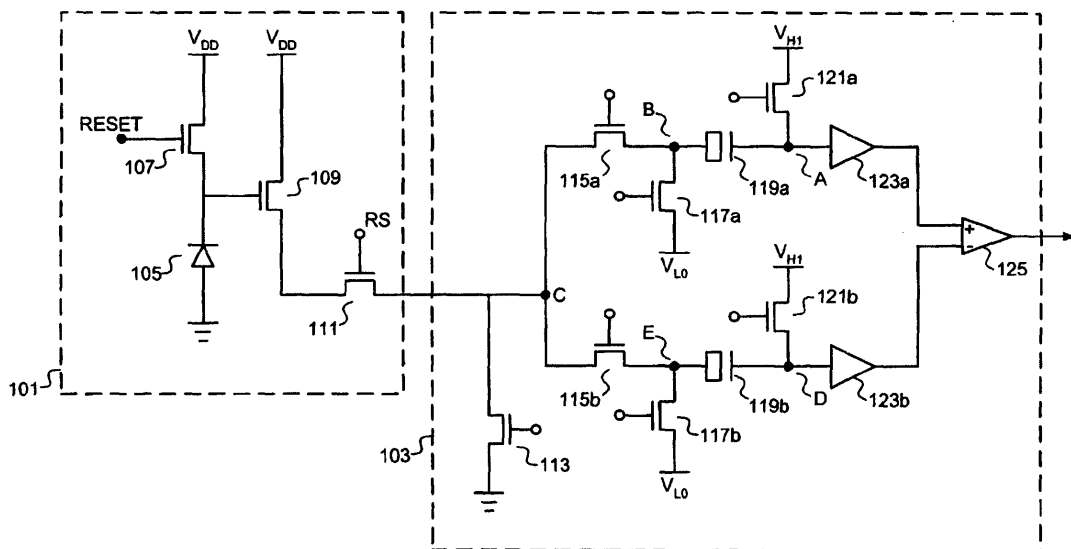 V_DD
V_DD
RESET
107
109
105
RS
111
101
V_H1
121a
B
115a
119a
A
123a
117a
V_L0
C
125
V_H1
121b
E
115b
119b
D
123b
117b
V_L0
113
103
+
-